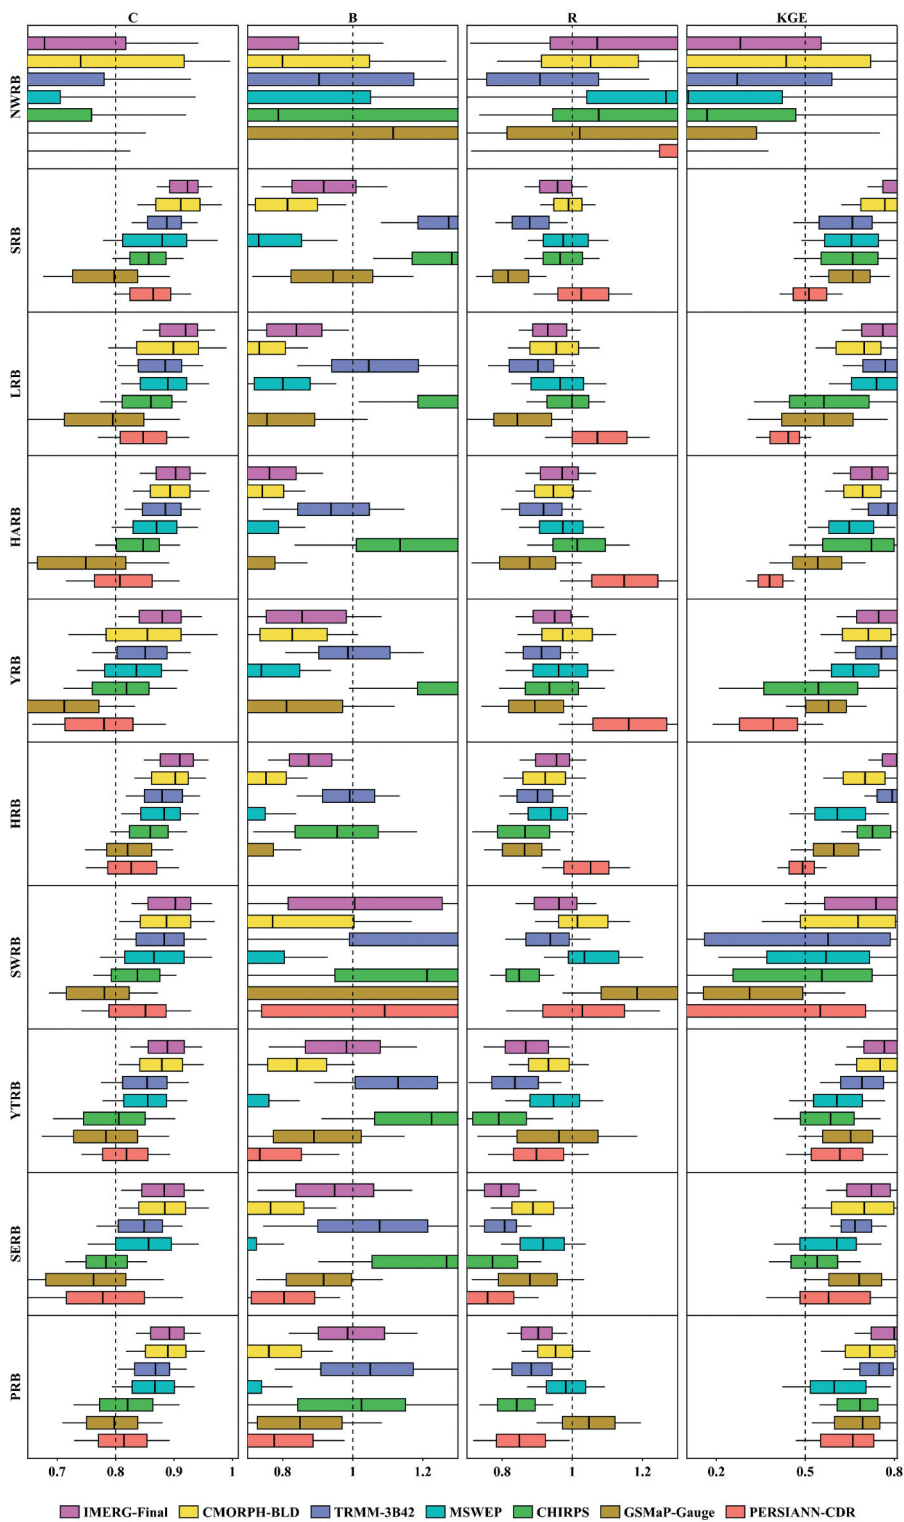 C B R KGE
NWRB
SRB
LRB
HARB
YRB
HRB
SWRB
YTRB
SERB
PRB
0.7 0.8 0.9 1 0.8 1 1.2 0.8 1 1.2 0.2 0.5 0.8
IMERG-Final CMORPH-BLD TRMM-3B42 MSWEP CHIRPS GSMaP-Gauge PERSIANN-CDR